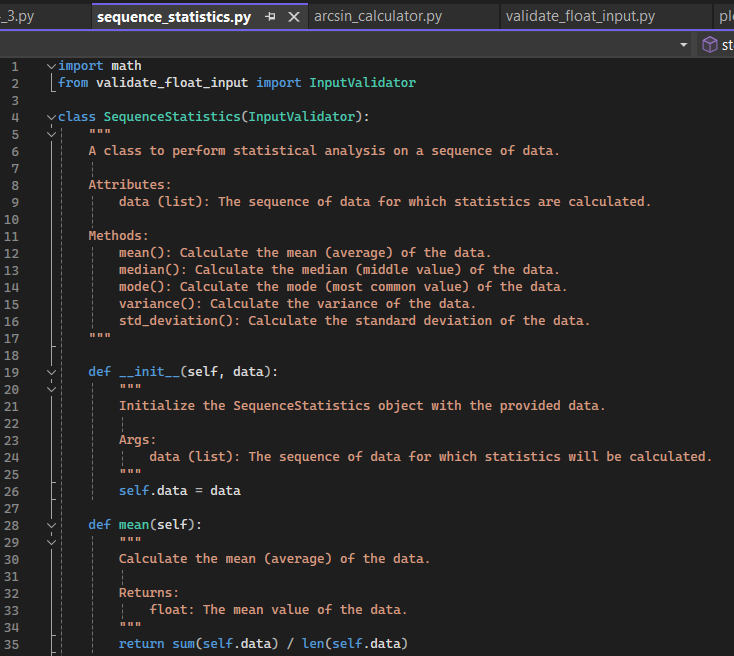 _3.py sequence_statistics.py arcsin_calculator.py validate_float_input.py
1 import math
2 from validate_float_input import InputValidator
3
4 class SequenceStatistics(InputValidator):
5 """
6 A class to perform statistical analysis on a sequence of data.
7
8 Attributes:
9 data (list): The sequence of data for which statistics are calculated.
10
11 Methods:
12 mean(): Calculate the mean (average) of the data.
13 median(): Calculate the median (middle value) of the data.
14 mode(): Calculate the mode (most common value) of the data.
15 variance(): Calculate the variance of the data.
16 std_deviation(): Calculate the standard deviation of the data.
17 """
18
19 def __init__(self, data):
20 """
21 Initialize the SequenceStatistics object with the provided data.
22
23 Args:
24 data (list): The sequence of data for which statistics will be calculated.
25 """
26 self.data = data
27
28 def mean(self):
29 """
30 Calculate the mean (average) of the data.
31
32 Returns:
33 float: The mean value of the data.
34 """
35 return sum(self.data) / len(self.data)